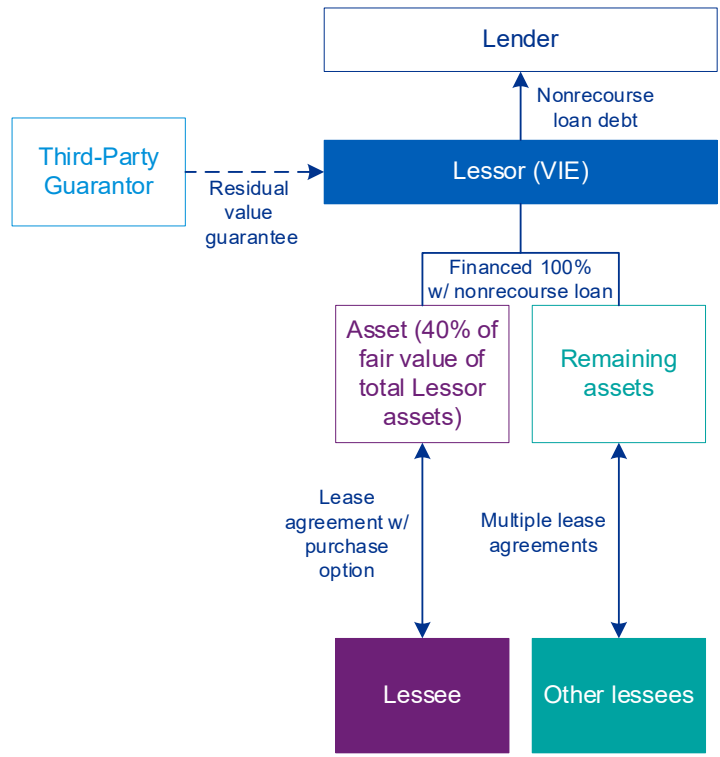 Lender
Nonrecourse
loan debt
Third-Party
Guarantor
Residual
value
guarantee
Lessor (VIE)
Financed 100%
w/ nonrecourse loan
Asset (40% of
fair value of
total Lessor
assets)
Remaining
assets
Lease
agreement w/
purchase
option
Multiple lease
agreements
Lessee
Other lessees